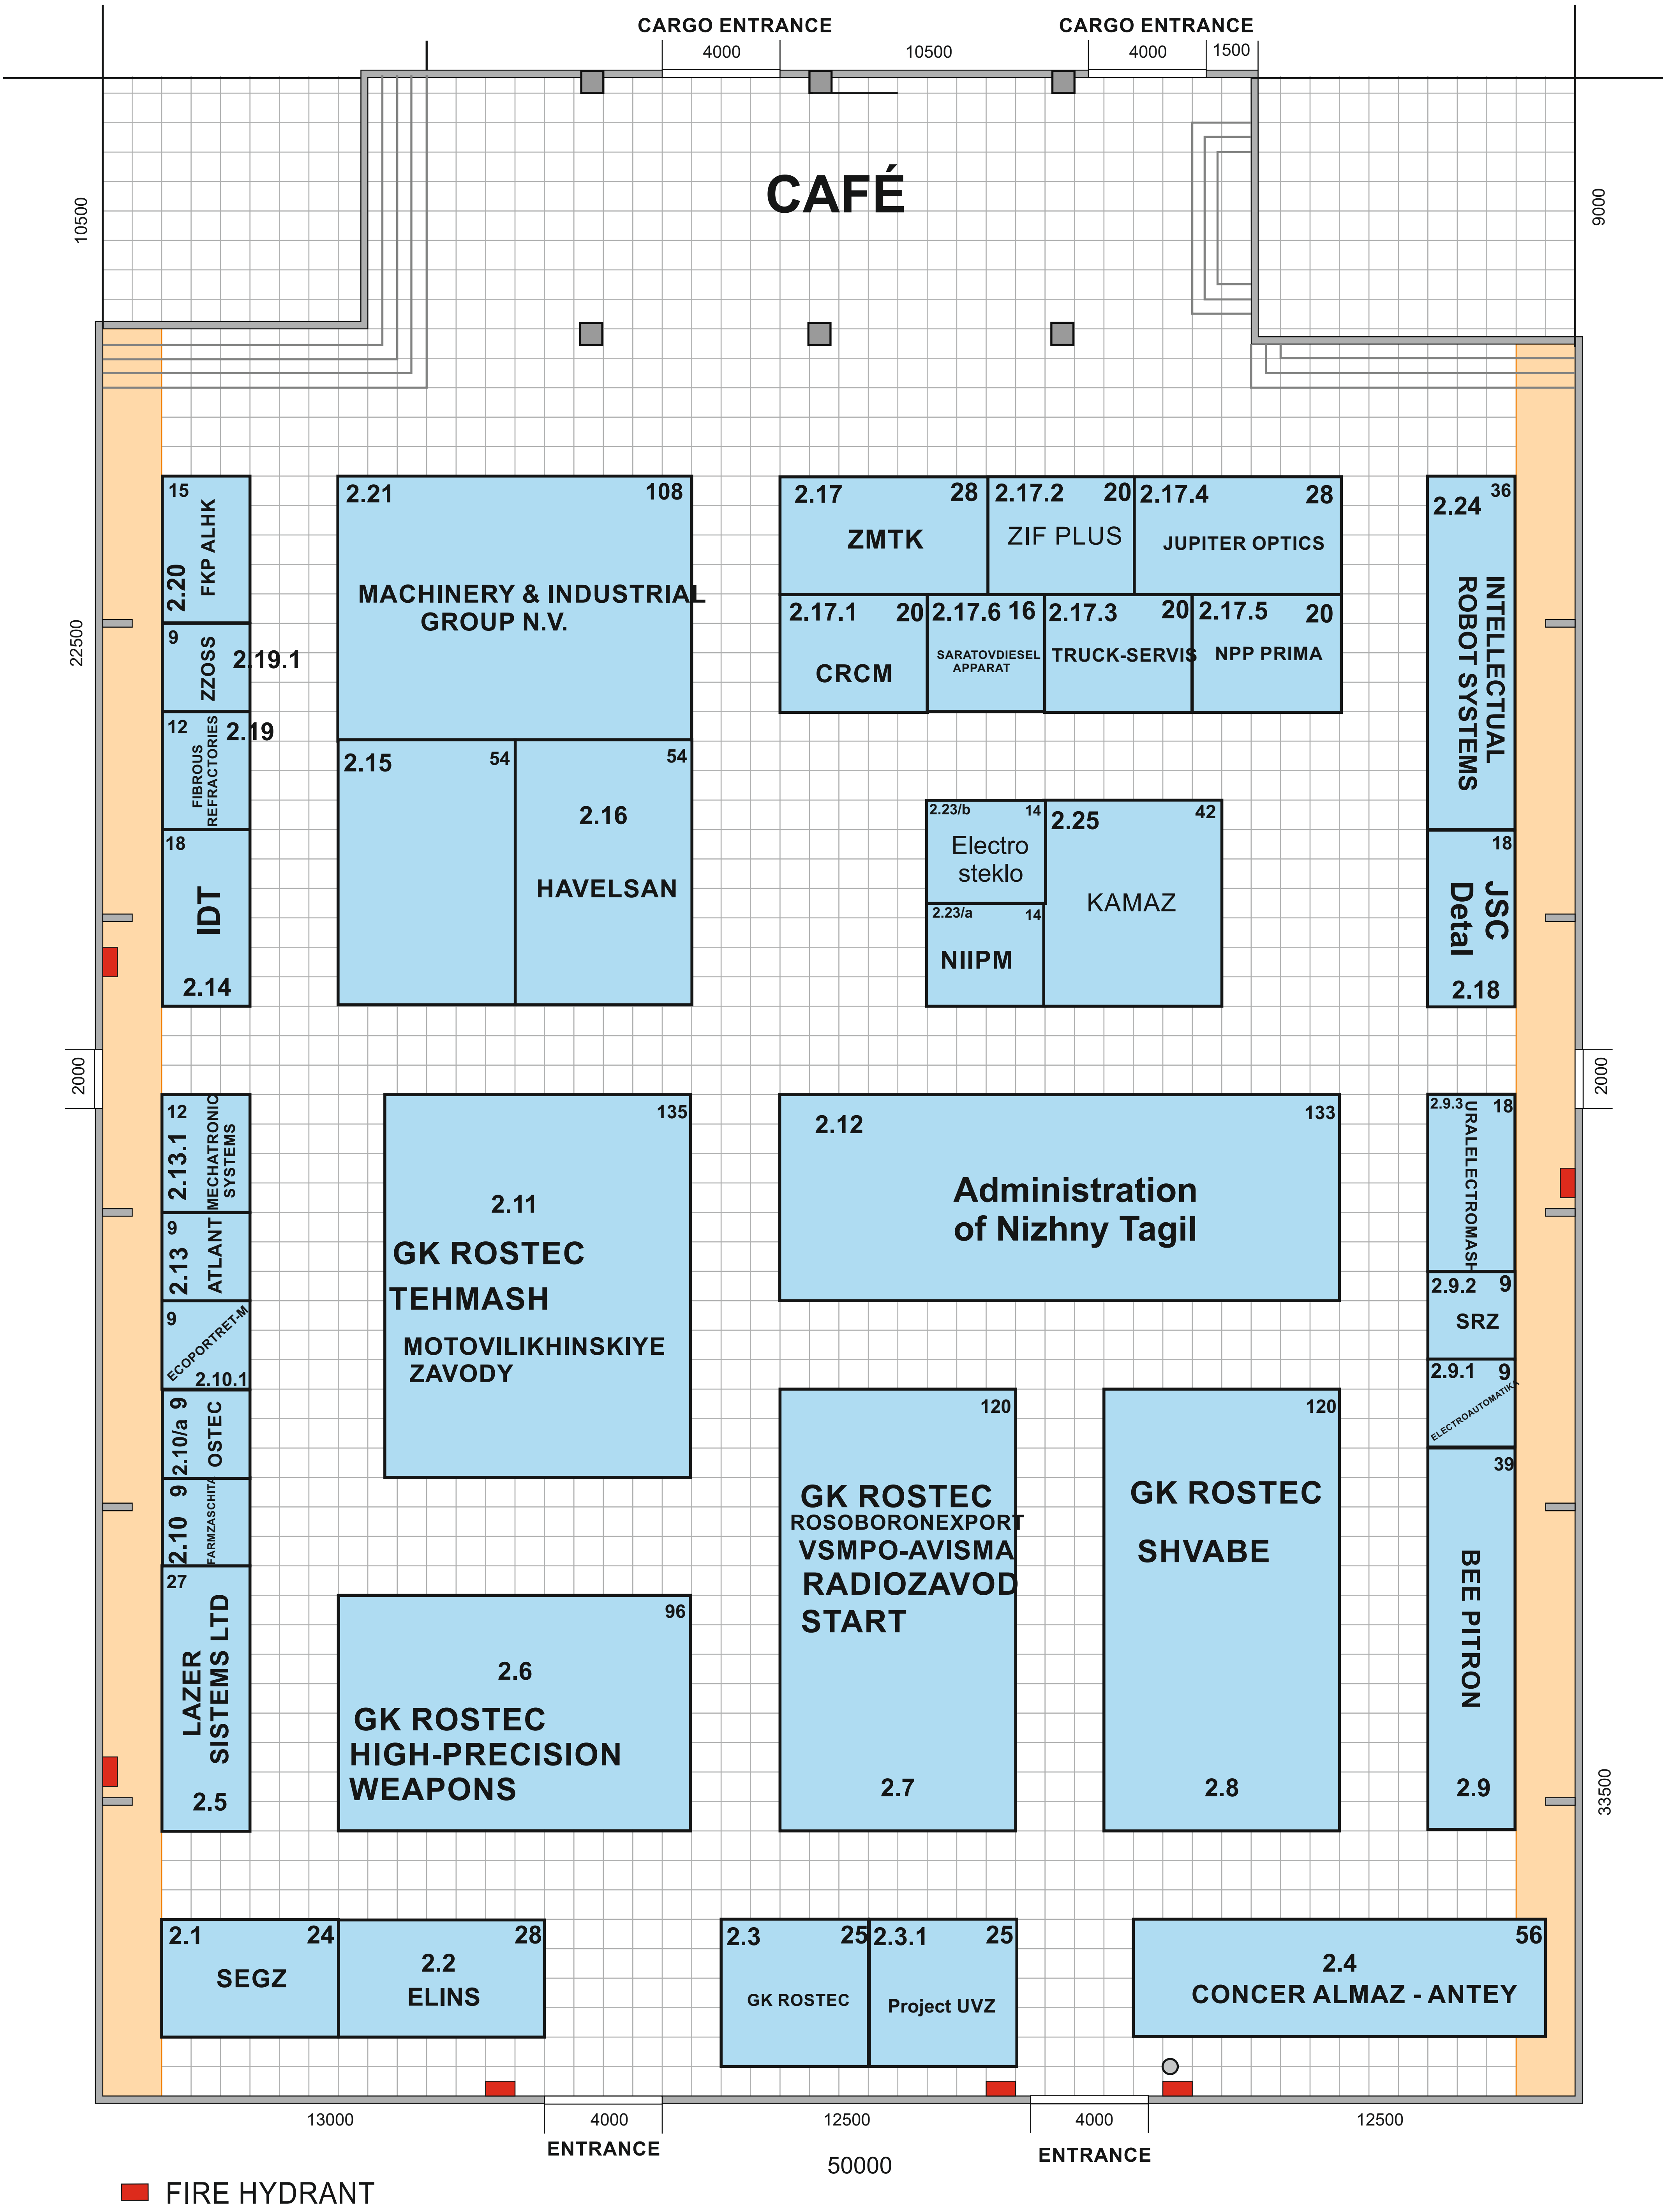 CARGO ENTRANCE
CARGO ENTRANCE
4000
10500
4000
1500
CAFÉ
10500
9000
22500
15
2.20
FKP ALHK
9
ZZOSS
2.19.1
12
2.19
FIBROUS
REFRACTORIES
18
IDT
2.14
2.21
108
MACHINERY & INDUSTRIAL
GROUP N.V.
2.15
54
54
2.16
HAVELSAN
2.17
28
ZMTK
2.17.2
20
ZIF PLUS
2.17.4
28
JUPITER OPTICS
2.17.1
20
CRCM
2.17.6
16
SARATOVDIESEL
APPARAT
2.17.3
20
TRUCK-SERVIS
2.17.5
20
NPP PRIMA
36
2.24
INTELLECTUAL
ROBOT SYSTEMS
18
JSC
Detal
2.18
2.23/b
14
Electro
steklo
2.23/a
14
NIIPM
2.25
42
KAMAZ
2000
2000
12
2.13.1
MECHATRONIC
SYSTEMS
9
2.13
ATLANT
9
ECOPORTRET-M
2.10.1
9
2.10/a
OSTEC
9
2.10
FARMZASCHITA
27
LAZER
SISTEMS LTD
2.5
135
2.11
GK ROSTEC
TEHMASH
MOTOVILIKHINSKIYE
ZAVODY
2.12
133
Administration
of Nizhny Tagil
2.9.3
18
URALELECTROMASH
2.9.2
9
SRZ
2.9.1
9
ELECTROAUTOMATIKA
39
BEE PITRON
2.9
96
2.6
GK ROSTEC
HIGH-PRECISION
WEAPONS
120
GK ROSTEC
ROSOBORONEXPORT
VSMPO-AVISMA
RADIOZAVOD
START
2.7
120
GK ROSTEC
SHVABE
2.8
33500
2.1
24
SEGZ
28
2.2
ELINS
2.3
25
GK ROSTEC
2.3.1
25
Project UVZ
56
2.4
CONCER ALMAZ - ANTEY
13000
4000
12500
4000
12500
ENTRANCE
ENTRANCE
50000
FIRE HYDRANT